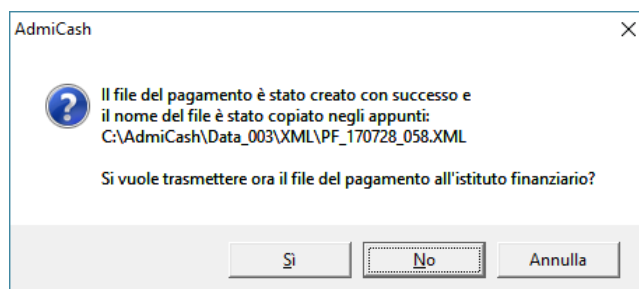 AdmiCash
Il file del pagamento è stato creato con successo e
il nome del file è stato copiato negli appunti:
C:\AdmiCash\Data_003\XML\PF_170728_058.XML
Si vuole trasmettere ora il file del pagamento all'istituto finanziario?
Sì
No
Annulla